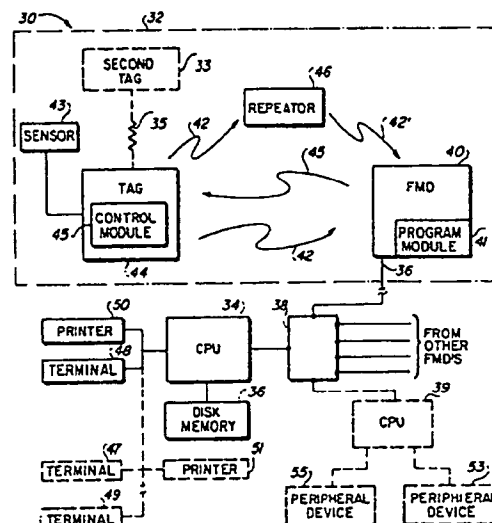 30
32
SECOND
TAG
33
43
SENSOR
35
42
46
REPEATOR
42'
40
45
TAG
FMD
CONTROL
MODULE
45
PROGRAM
MODULE
41
44
42
36
50
PRINTER
34
CPU
38
FROM
OTHER
FMD'S
TERMINAL
48
DISK
MEMORY
36
39
CPU
47
TERMINAL
51
PRINTER
49
TERMINAL
55
PERIPHERAL
DEVICE
53
PERIPHIERAL
DEVICE